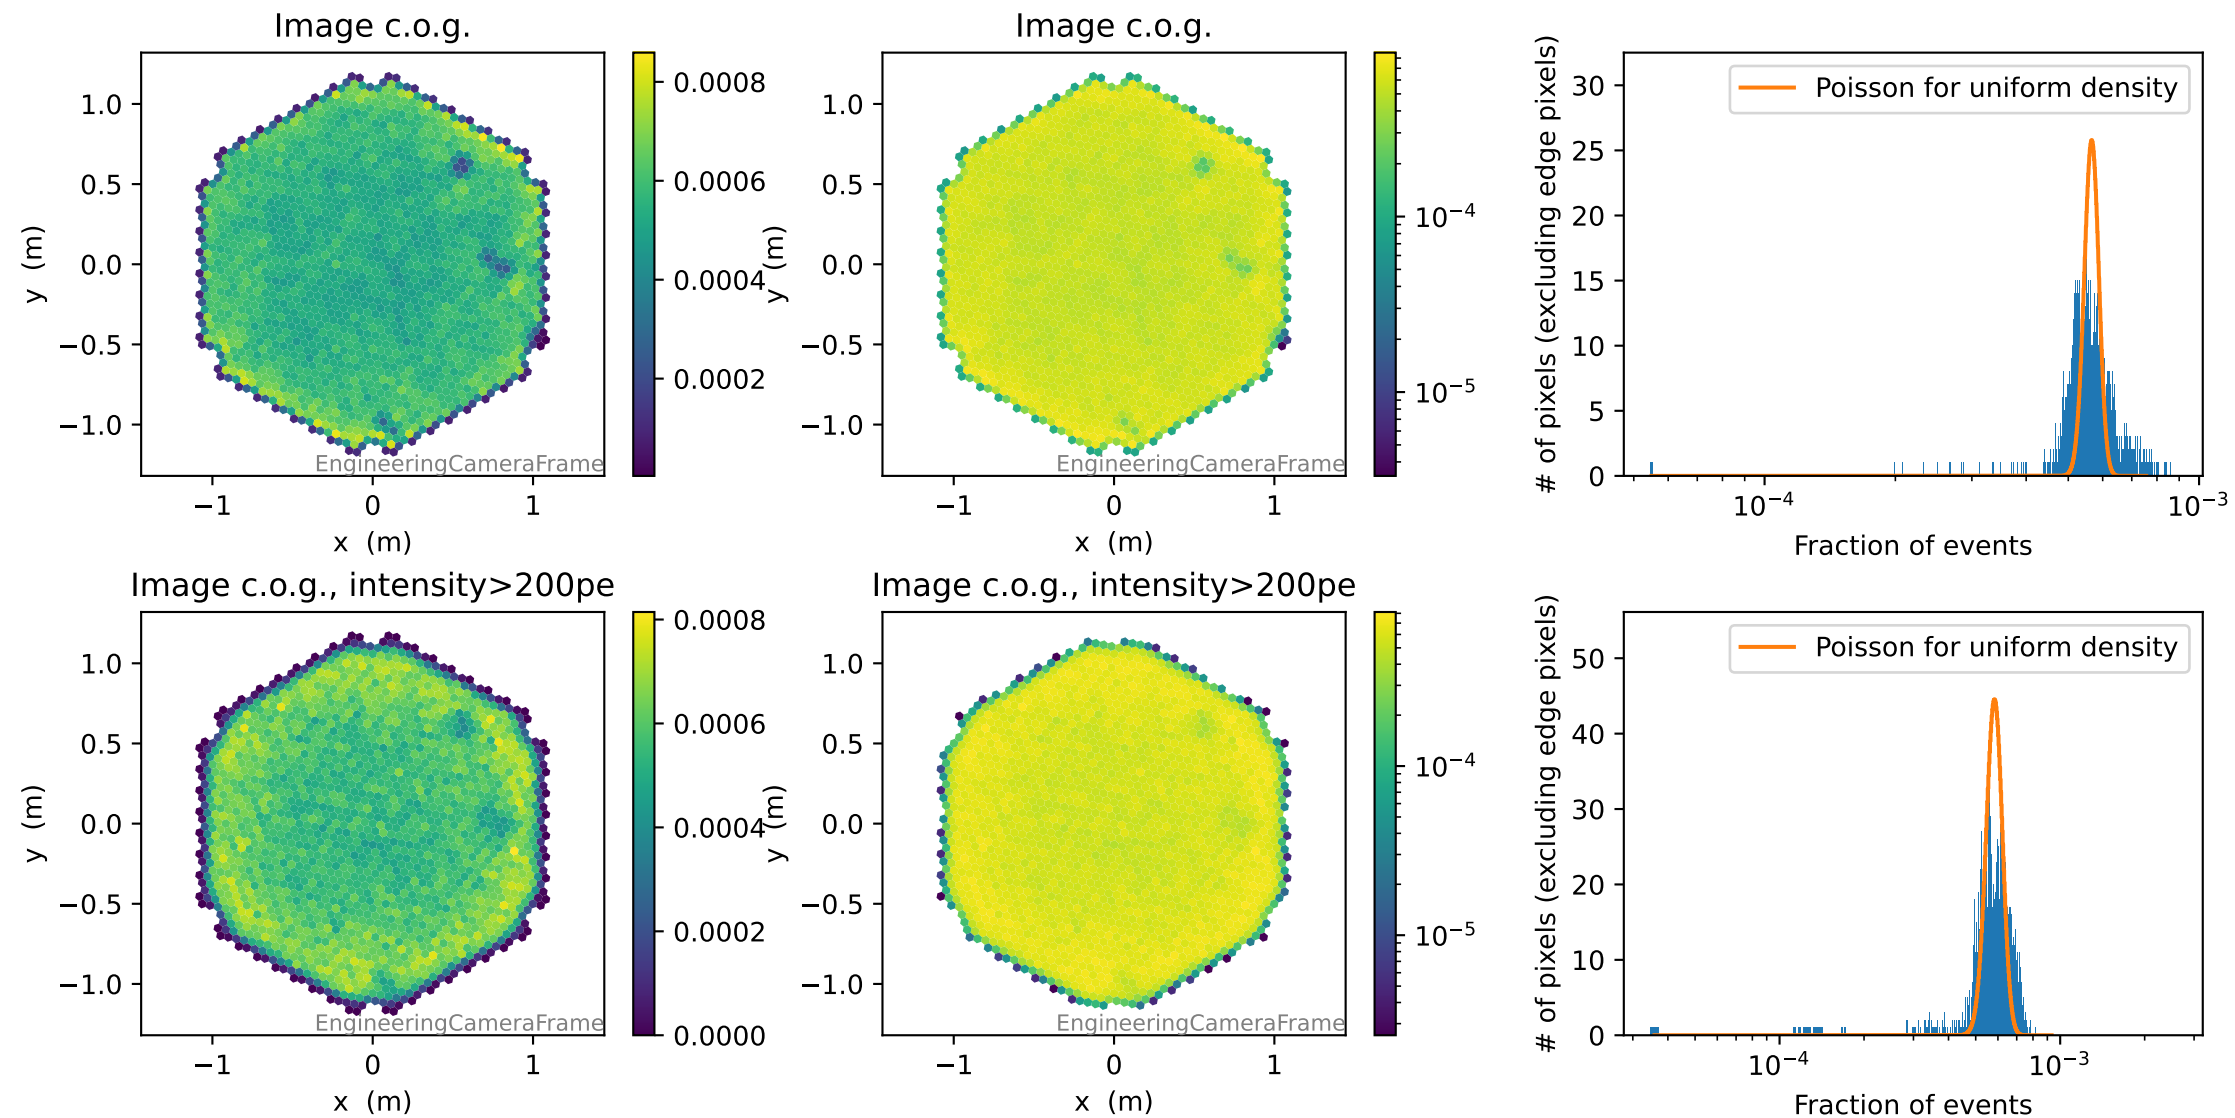 Image c.o.g.
y (m)
1.0
0.5
0.0
−0.5
−1.0
−1
0
1
x (m)
EngineeringCameraFrame
0.0008
0.0006
0.0004
0.0002
Image c.o.g.
y (m)
1.0
0.5
0.0
−0.5
−1.0
−1
0
1
x (m)
EngineeringCameraFrame
10−4
10−5
# of pixels (excluding edge pixels)
30
25
20
15
10
5
0
Poisson for uniform density
10−4
10−3
Fraction of events
Image c.o.g., intensity>200pe
y (m)
1.0
0.5
0.0
−0.5
−1.0
−1
0
1
x (m)
EngineeringCameraFrame
0.0008
0.0006
0.0004
0.0002
0.0000
Image c.o.g., intensity>200pe
y (m)
1.0
0.5
0.0
−0.5
−1.0
−1
0
1
x (m)
EngineeringCameraFrame
10−4
10−5
# of pixels (excluding edge pixels)
50
40
30
20
10
0
Poisson for uniform density
10−4
10−3
Fraction of events